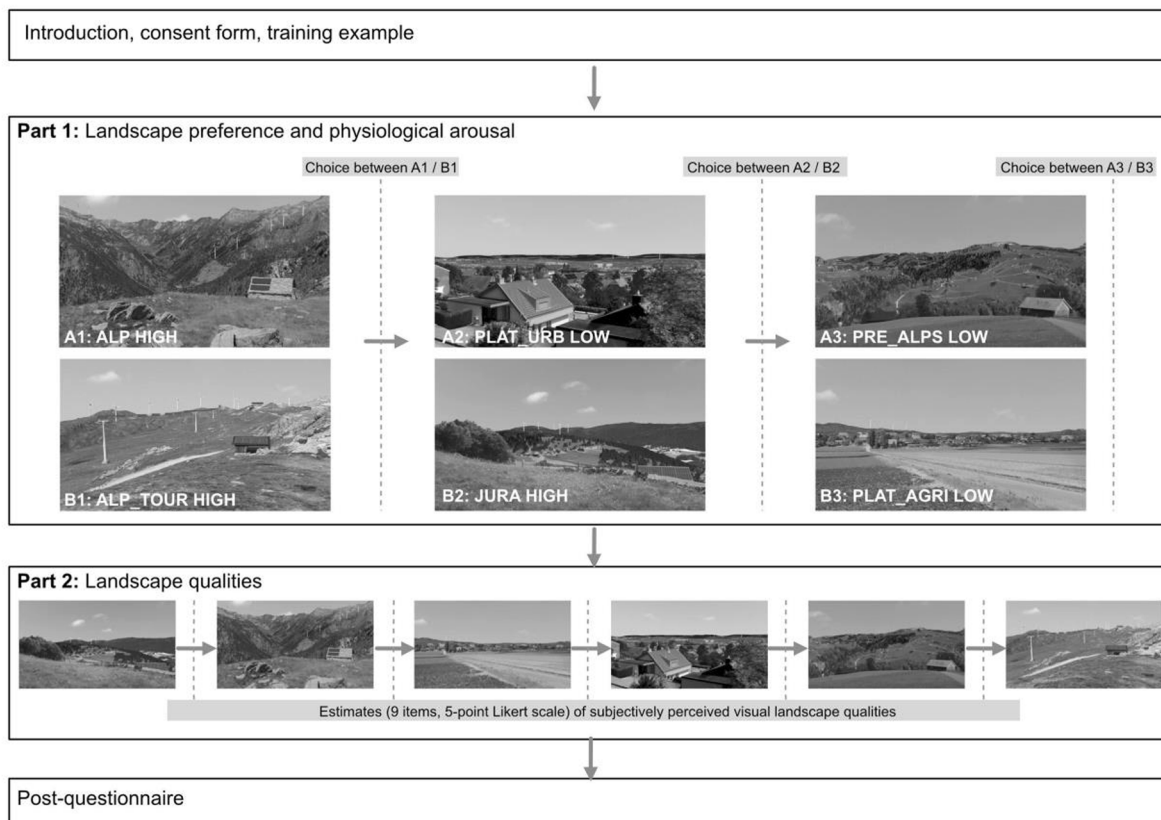 Introduction, consent form, training example
Part 1: Landscape preference and physiological arousal
Choice between A1 / B1
Choice between A2 / B2
Choice between A3 / B3
A1: ALP HIGH
A2: PLAT_URB LOW
A3: PRE_ALPS LOW
B1: ALP_TOUR HIGH
B2: JURA HIGH
B3: PLAT_AGRI LOW
Part 2: Landscape qualities
Estimates (9 items, 5-point Likert scale) of subjectively perceived visual landscape qualities
Post-questionnaire